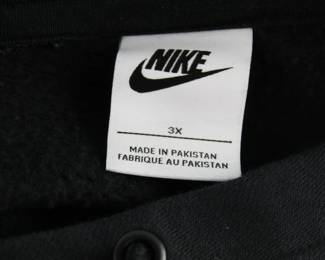 NIKE
3X
MADE IN PAKISTAN
FABRIQUE AU PAKISTAN